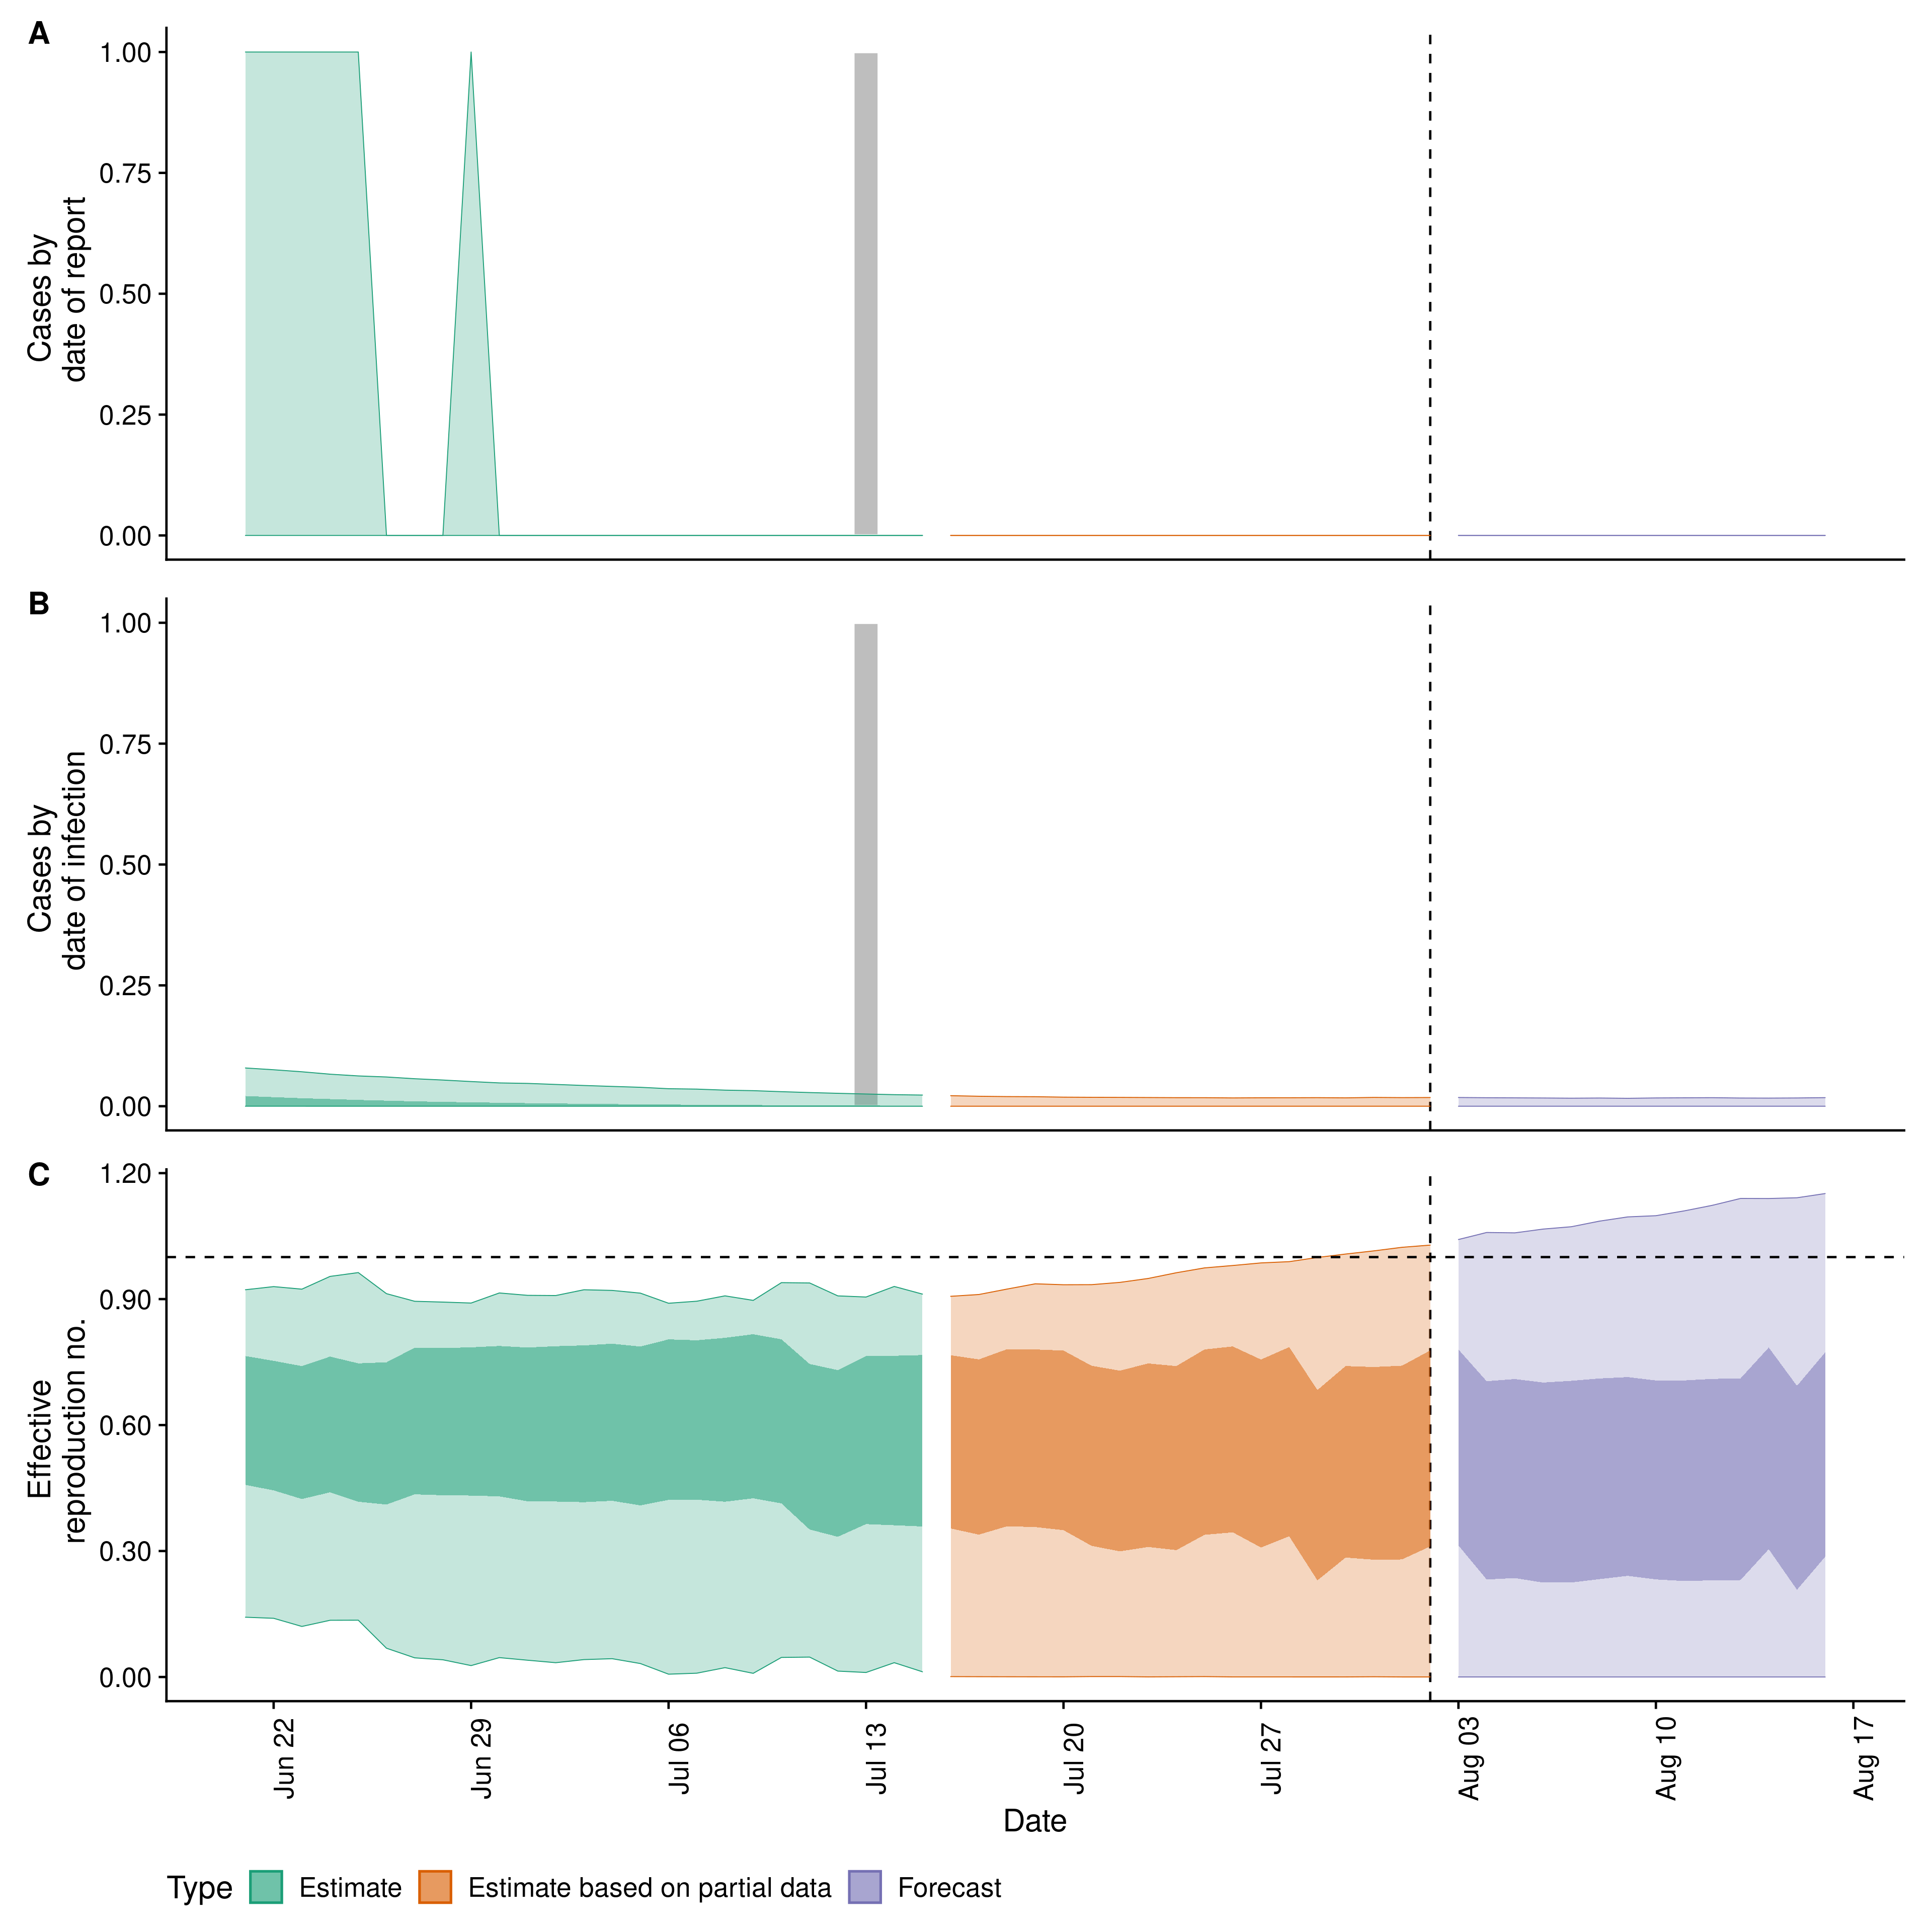 A
1.00
0.75
0.50
0.25
0.00
Cases by
date of report
B
1.00
0.75
0.50
0.25
0.00
Cases by
date of infection
C
1.20
0.90
0.60
0.30
0.00
Effective
reproduction no.
Jun 22
Jun 29
Jul 06
Jul 13
Jul 20
Jul 27
Aug 03
Aug 10
Aug 17
Date
Type Estimate Estimate based on partial data Forecast